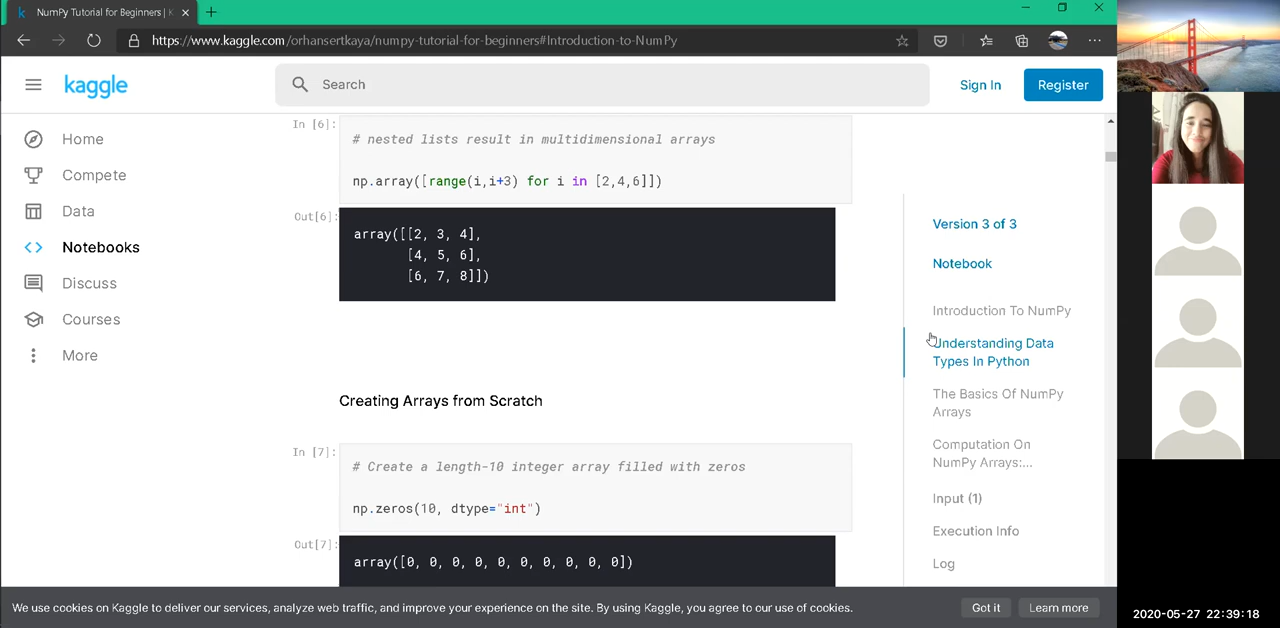 NumPy Tutorial for Beginners | K
https://www.kaggle.com/orhansertkaya/numpy-tutorial-for-beginners#Introduction-to-NumPy
kaggle
Search
Sign In
Register
Home
Compete
Data
Notebooks
Discuss
Courses
More
In [6]:
# nested lists result in multidimensional arrays
np.array([range(i,i+3) for i in [2,4,6]])
Out[6]:
array([[2, 3, 4],
[4, 5, 6],
[6, 7, 8]])
Creating Arrays from Scratch
In [7]:
# Create a length-10 integer array filled with zeros
np.zeros(10, dtype="int")
Out[7]:
array([0, 0, 0, 0, 0, 0, 0, 0, 0, 0])
Version 3 of 3
Notebook
Introduction To NumPy
Understanding Data
Types In Python
The Basics Of NumPy
Arrays
Computation On
NumPy Arrays:...
Input (1)
Execution Info
Log
We use cookies on Kaggle to deliver our services, analyze web traffic, and improve your experience on the site. By using Kaggle, you agree to our use of cookies.
Got it
Learn more
2020-05-27 22:39:18